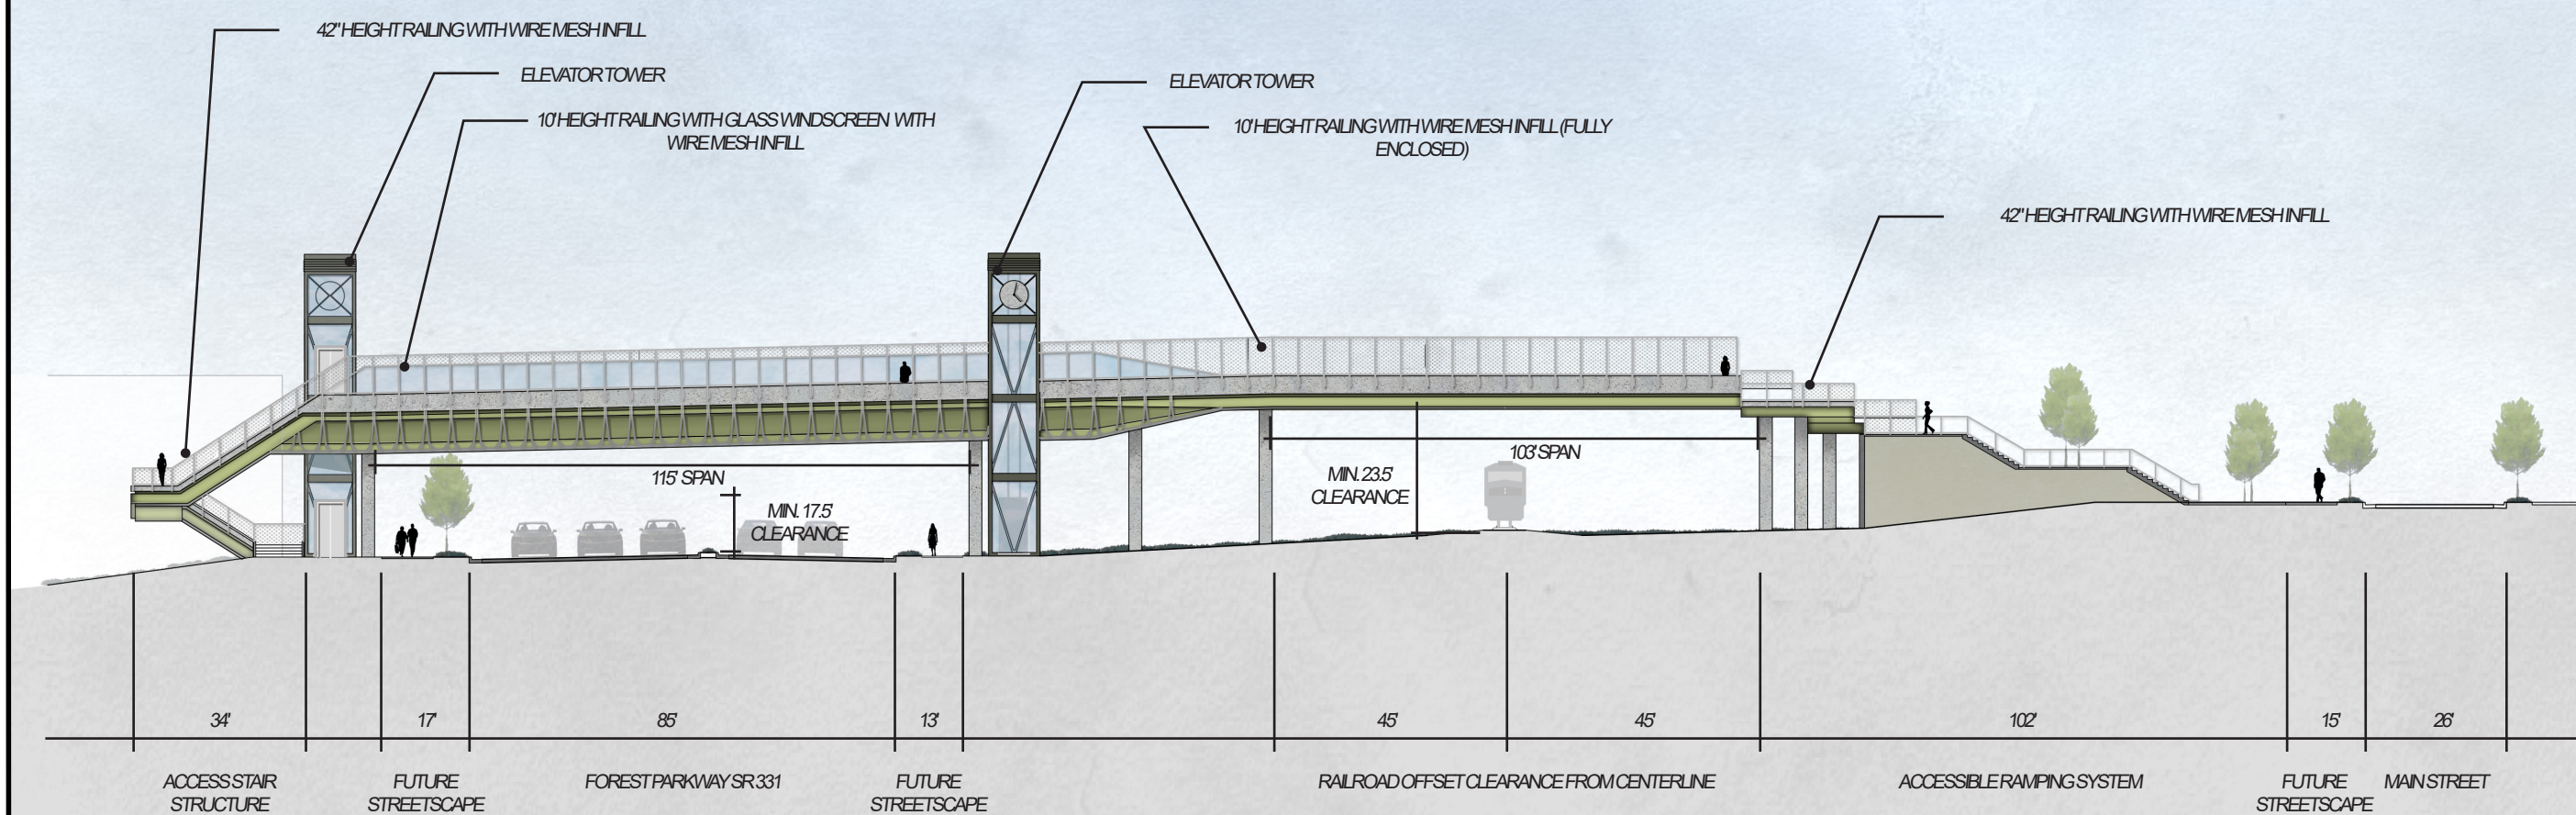 42" HEIGHT RAILING WITH WIRE MESH INFILL
ELEVATOR TOWER
10' HEIGHT RAILING WITH GLASS WINDSCREEN WITH
WIRE MESH INFILL
ELEVATOR TOWER
10' HEIGHT RAILING WITH WIRE MESH INFILL (FULLY
ENCLOSED)
42" HEIGHT RAILING WITH WIRE MESH INFILL
115' SPAN
MIN. 17.5'
CLEARANCE
103' SPAN
MIN. 23.5'
CLEARANCE
34'
17'
85'
13'
45'
45'
102'
15'
26'
ACCESS STAIR
STRUCTURE
FUTURE
STREETSCAPE
FOREST PARKWAY SR 331
FUTURE
STREETSCAPE
RAILROAD OFFSET CLEARANCE FROM CENTERLINE
ACCESSIBLE RAMPING SYSTEM
FUTURE
STREETSCAPE
MAIN STREET